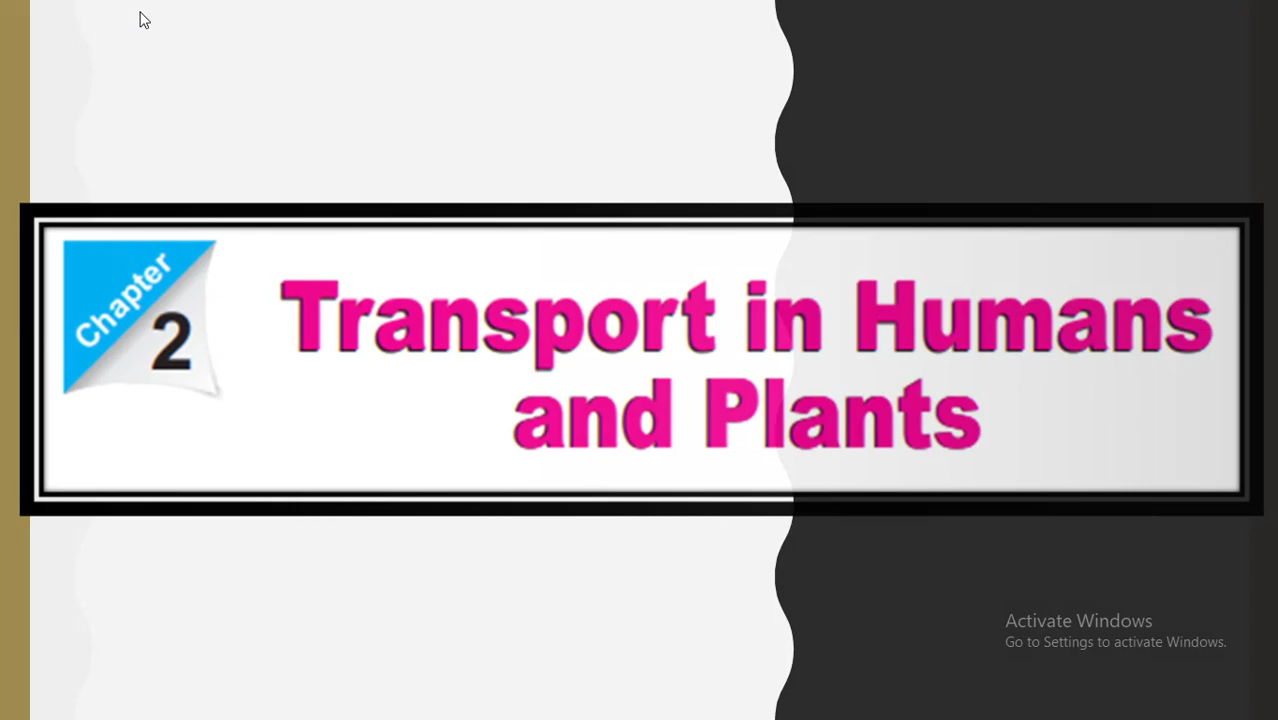 Chapter
2
Transport in Humans
and Plants
Activate Windows
Go to Settings to activate Windows.